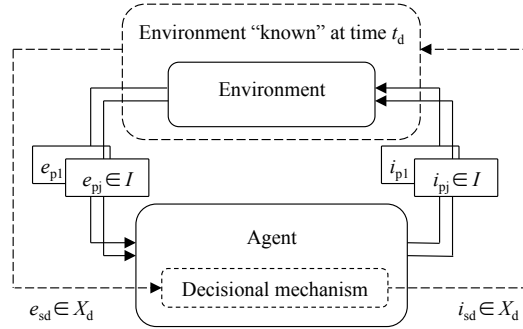 Environment “known” at time t_d
Environment
e_p1
e_pj ∈ I
i_p1
i_pj ∈ I
Agent
Decisional mechanism
e_sd ∈ X_d
i_sd ∈ X_d